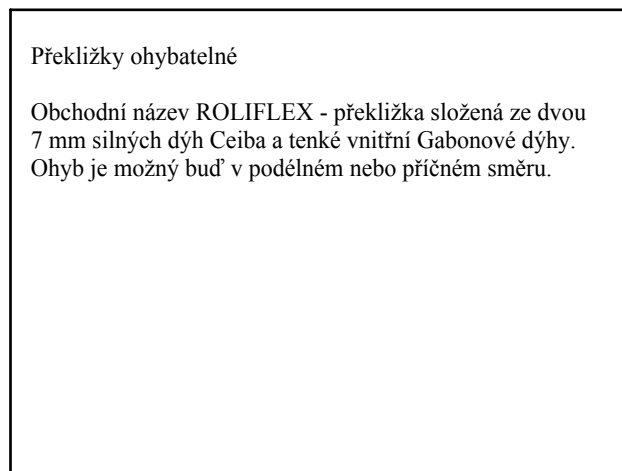 Překližky ohybatelné
Obchodní název ROLIFLEX - překližka složená ze dvou
7 mm silných dýh Ceiba a tenké vnitřní Gabonové dýhy.
Ohyb je možný buď v podélném nebo příčném směru.